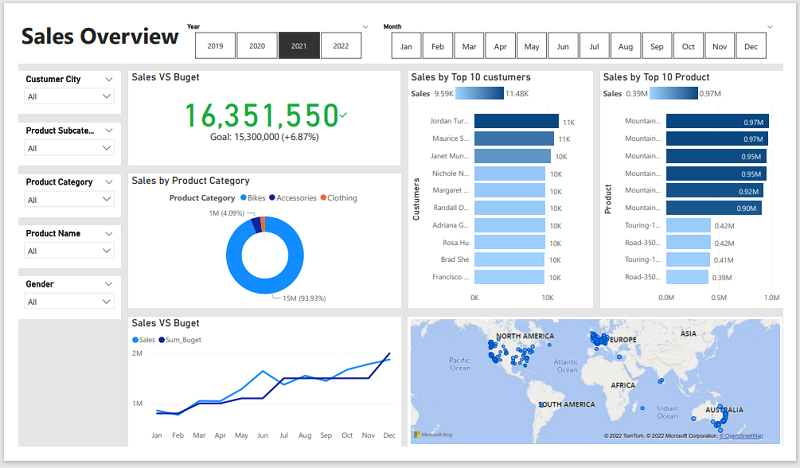 Sales Overview
Year
2019 2020 2021 2022
Month
Jan Feb Mar Apr May Jun Jul Aug Sep Oct Nov Dec
Custumer City
All
Product Subcate...
All
Product Category
All
Product Name
All
Gender
All
Sales VS Buget
16,351,550
Goal: 15,300,000 (+6.87%)
Sales by Product Category
Product Category Bikes Accessories Clothing
1M (4.09%)
15M (93.93%)
Sales VS Buget
Sales Sum_Buget
2M
1M
Jan Feb Mar Apr May Jun Jul Aug Sep Oct Nov Dec
Sales by Top 10 custumers
Sales 9.59K 11.48K
Custumers
Jordan Tur... 11K
Maurice S... 11K
Janet Mun... 10K
Nichole N... 10K
Margaret ... 10K
Randall D... 10K
Adriana G... 10K
Rosa Hu 10K
Brad She 10K
Francisco ... 10K
0K 10K
Sales by Top 10 Product
Sales 0.39M 0.97M
Product
Mountain... 0.97M
Mountain... 0.97M
Mountain... 0.95M
Mountain... 0.95M
Mountain... 0.92M
Mountain... 0.90M
Touring-1... 0.42M
Road-350... 0.42M
Touring-1... 0.41M
Road-350... 0.39M
0.0M 0.5M 1.0M
NORTH AMERICA
EUROPE
ASIA
Pacific
Ocean
Atlantic
Ocean
AFRICA
SOUTH AMERICA
Indian
Ocean
AUSTRALIA
Microsoft Bing
© 2022 TomTom, © 2022 Microsoft Corporation, © OpenStreetMap